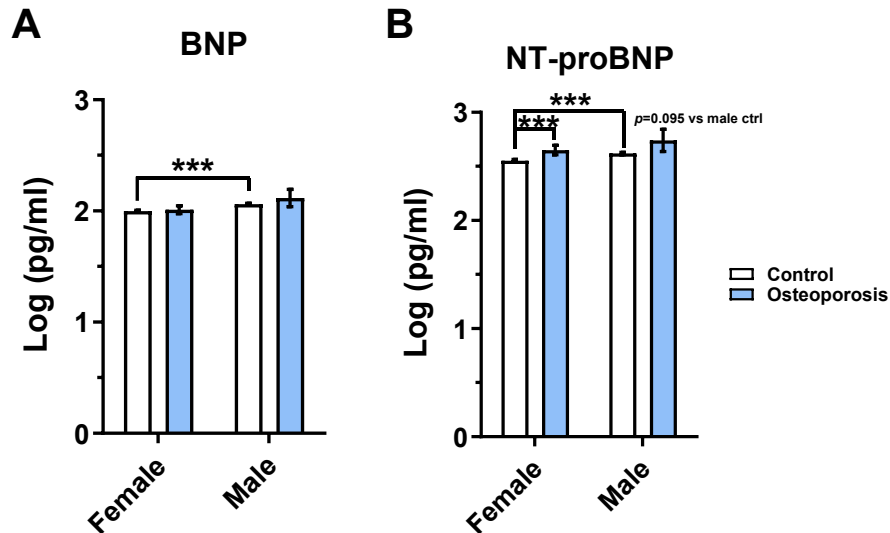 A
BNP
Log (pg/ml)
3
2
1
0
***
Female
Male
B
NT-proBNP
Log (pg/ml)
3
2
1
0
***
***
p=0.095 vs male ctrl
Female
Male
Control
Osteoporosis